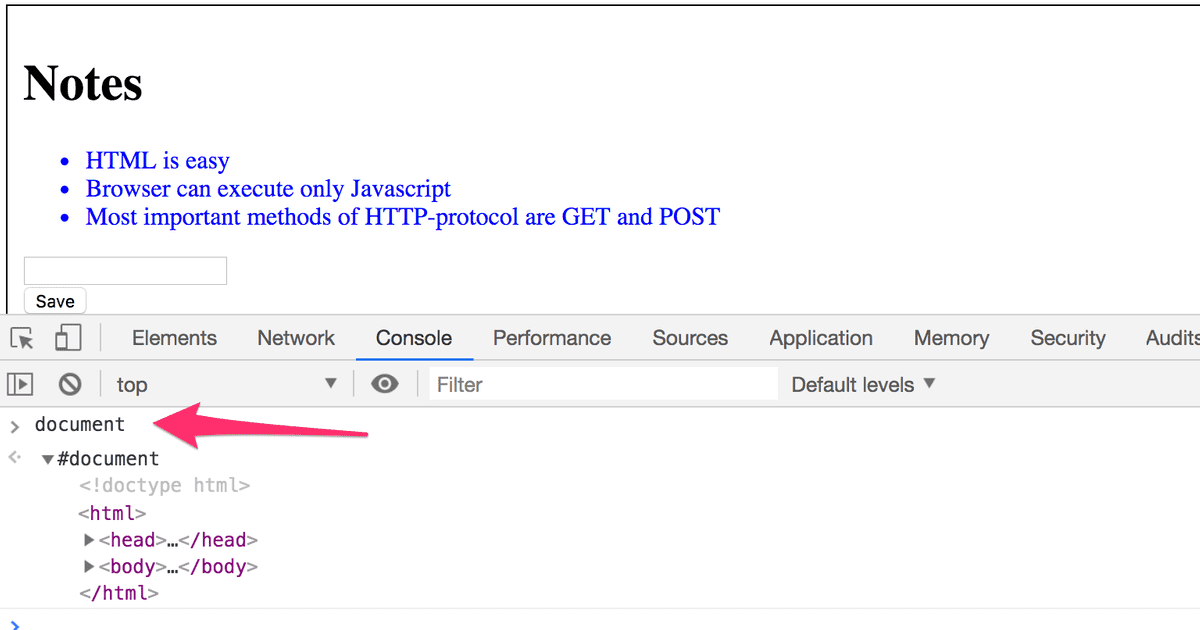 Notes
HTML is easy
Browser can execute only Javascript
Most important methods of HTTP-protocol are GET and POST
Save
Elements Network Console Performance Sources Application Memory Security Audits
top Filter Default levels
document
#document
<!doctype html>
<html>
<head>…</head>
<body>…</body>
</html>